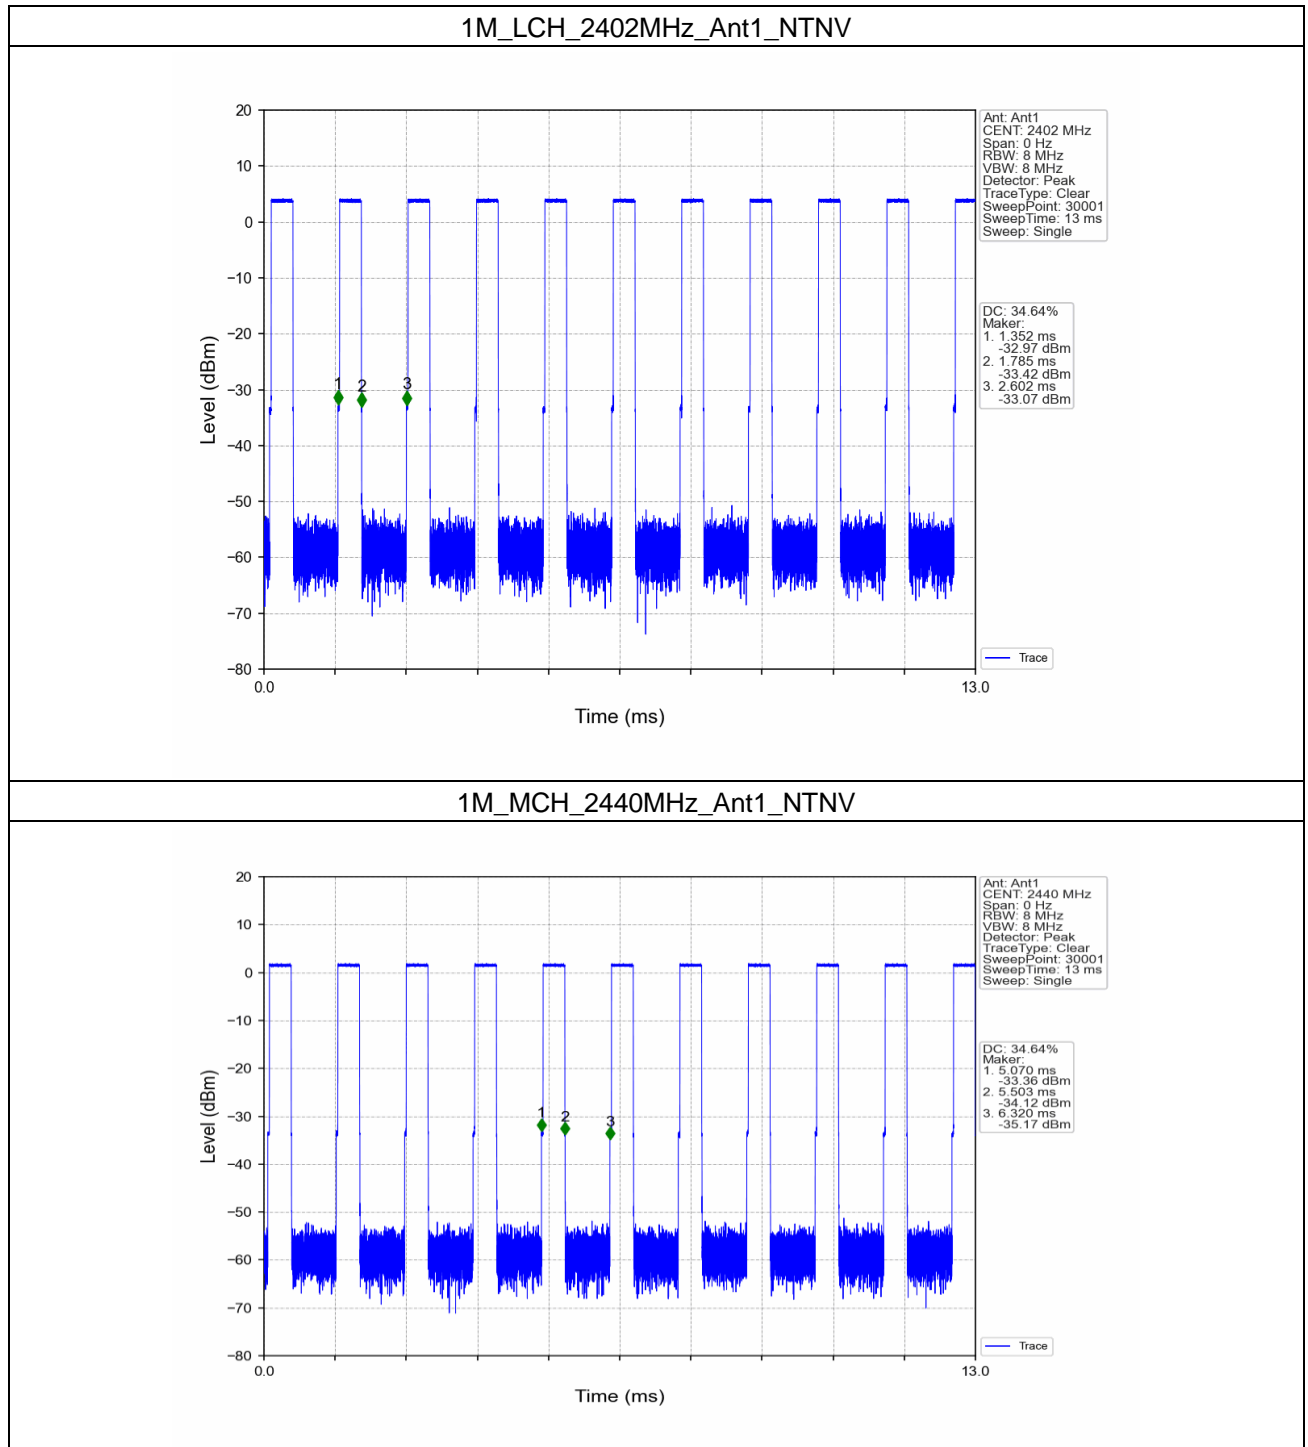 1M_LCH_2402MHz_Ant1_NTNV
20
10
0
−10
−20
−30
−40
−50
−60
−70
−80
Level (dBm)
1
2
3
0.0
13.0
Time (ms)
Ant: Ant1
CENT: 2402 MHz
Span: 0 Hz
RBW: 8 MHz
VBW: 8 MHz
Detector: Peak
TraceType: Clear
SweepPoint: 30001
SweepTime: 13 ms
Sweep: Single
DC: 34.64%
Maker:
1. 1.352 ms
-32.97 dBm
2. 1.785 ms
-33.42 dBm
3. 2.602 ms
-33.07 dBm
Trace
1M_MCH_2440MHz_Ant1_NTNV
20
10
0
−10
−20
−30
−40
−50
−60
−70
−80
Level (dBm)
1
2
3
0.0
13.0
Time (ms)
Ant: Ant1
CENT: 2440 MHz
Span: 0 Hz
RBW: 8 MHz
VBW: 8 MHz
Detector: Peak
TraceType: Clear
SweepPoint: 30001
SweepTime: 13 ms
Sweep: Single
DC: 34.64%
Maker:
1. 5.070 ms
-33.36 dBm
2. 5.503 ms
-34.12 dBm
3. 6.320 ms
-35.17 dBm
Trace